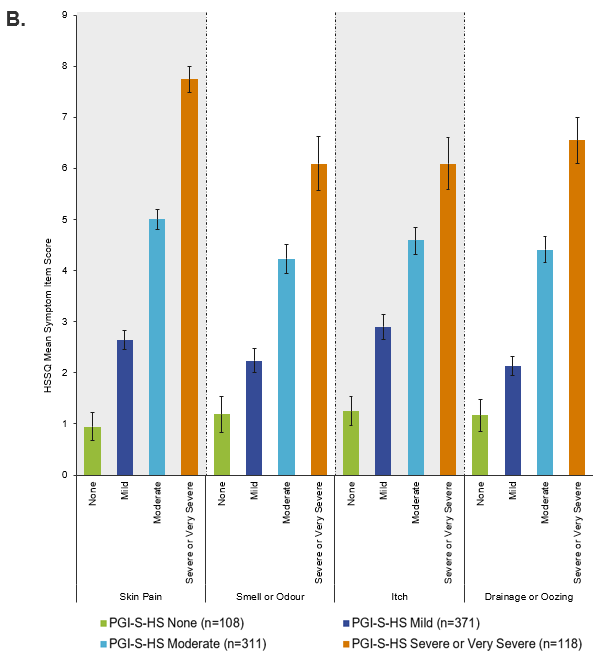 B.
HSSQ Mean Symptom Item Score
9
8
7
6
5
4
3
2
1
0
None
Mild
Moderate
Severe or Very Severe
None
Mild
Moderate
Severe or Very Severe
None
Mild
Moderate
Severe or Very Severe
None
Mild
Moderate
Severe or Very Severe
Skin Pain
Smell or Odour
Itch
Drainage or Oozing
PGI-S-HS None (n=108)
PGI-S-HS Mild (n=371)
PGI-S-HS Moderate (n=311)
PGI-S-HS Severe or Very Severe (n=118)